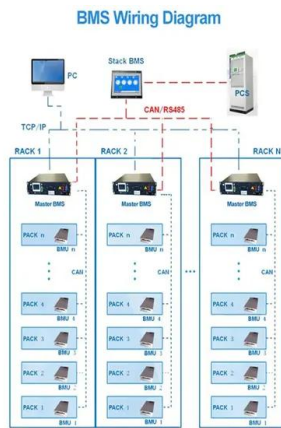 BMS Wiring Diagram
PC
Stack BMS
PCS
CAN/RS485
TCP/IP
RACK 1
RACK 2
RACK N
Master BMS
Master BMS
Master BMS
PACK n
BMU n
PACK n
BMU n
PACK n
BMU n
CAN
CAN
PACK 4
BMU 4
PACK 4
BMU 4
PACK 4
BMU 4
PACK 3
BMU 3
PACK 3
BMU 3
PACK 3
BMU 3
PACK 2
BMU 2
PACK 2
BMU 2
PACK 2
BMU 2
PACK 1
BMU 1
PACK 1
BMU 1
PACK 1
BMU 1